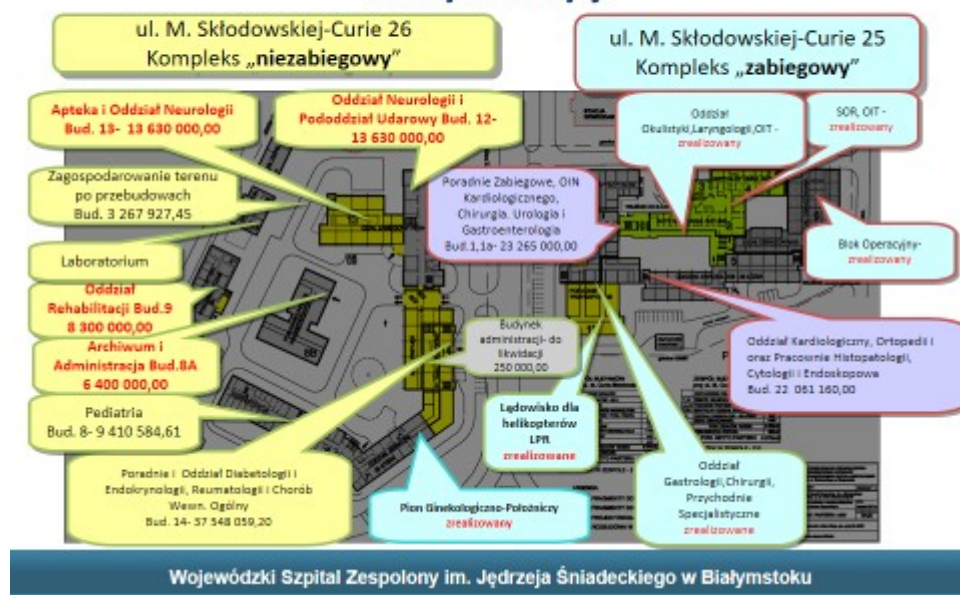 ul. M. Skłodowskiej-Curie 26
Kompleks „niezabiegowy”
ul. M. Skłodowskiej-Curie 25
Kompleks „zabiegowy”
Apteka i Oddział Neurologii
Bud. 13- 13 630 000,00
Oddział Neurologii i
Pododdział Udarowy Bud. 12-
13 630 000,00
Oddział
Okulistyki,Laryngologii,OIT -
zrealizowany
SOR, OIT -
zrealizowany
Zagospodarowanie terenu
po przebudowach
Bud. 3 267 927,45
Poradnie Zabiegowe, OIN
Kardiologicznego,
Chirurgia. Urologia i
Gastroenterologia
Bud.1,1a- 23 265 000,00
Blok Operacyjny-
zrealizowany
Laboratorium
Oddział
Rehabilitacji Bud.9
8 300 000,00
Archiwum i
Administracja Bud.8A
6 400 000,00
Budynek
administracji- do
likwidacji
250 000,00
Oddział Kardiologiczny, Ortopedii i
oraz Pracownie Histopatologii,
Cytologii i Endoskopowa
Bud. 22 061 160,00
Pediatria
Bud. 8- 9 410 584,61
Lądowisko dla
helikopterów
LPR
zrealizowane
Poradnie i Oddział Diabetologii i
Endokrynologii, Reumatologii i Chorób
Wewn. Ogólny
Bud. 14- 37 548 059,20
Pion Ginekologiczno-Położniczy
zrealizowany
Oddział
Gastrologii,Chirurgii,
Przychodnie
Specjalistyczne
zrealizowane
Wojewódzki Szpital Zespolony im. Jędrzeja Śniadeckiego w Białymstoku